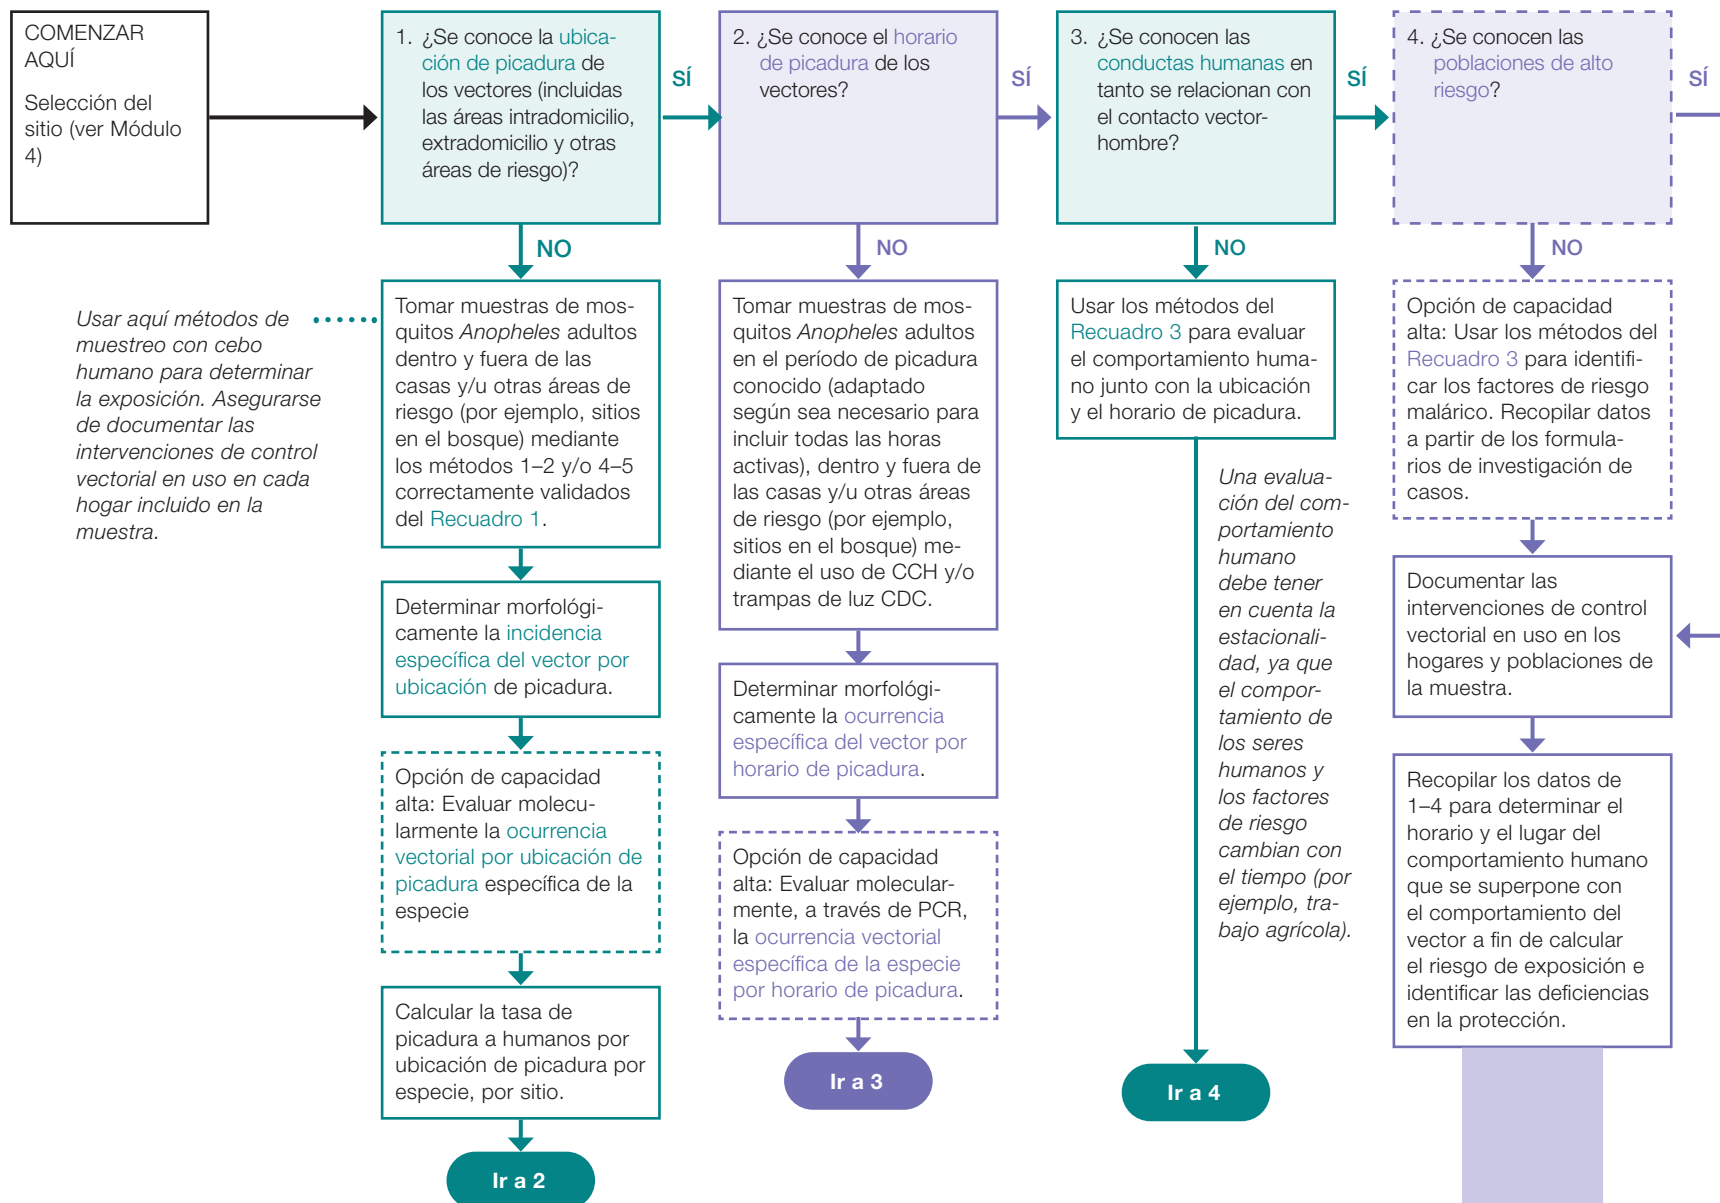 COMENZAR
AQUÍ
Selección del
sitio (ver Módulo
4)
1. ¿Se conoce la ubica-
ción de picadura de
los vectores (incluidas
las áreas intradomicilio,
extradomicilio y otras
áreas de riesgo)?
SÍ
NO
2. ¿Se conoce el horario
de picadura de los
vectores?
SÍ
NO
3. ¿Se conocen las
conductas humanas en
tanto se relacionan con
el contacto vector-
hombre?
SÍ
NO
4. ¿Se conocen las
poblaciones de alto
riesgo?
SÍ
NO
Usar aquí métodos de
muestreo con cebo
humano para determinar
la exposición. Asegurarse
de documentar las
intervenciones de control
vectorial en uso en cada
hogar incluido en la
muestra.
Tomar muestras de mos-
quitos Anopheles adultos
dentro y fuera de las
casas y/u otras áreas de
riesgo (por ejemplo, sitios
en el bosque) mediante
los métodos 1–2 y/o 4–5
correctamente validados
del Recuadro 1.
Determinar morfológi-
camente la incidencia
específica del vector por
ubicación de picadura.
Opción de capacidad
alta: Evaluar molecu-
larmente la ocurrencia
vectorial por ubicación de
picadura específica de la
especie
Calcular la tasa de
picadura a humanos por
ubicación de picadura por
especie, por sitio.
Ir a 2
Tomar muestras de mos-
quitos Anopheles adultos
en el período de picadura
conocido (adaptado
según sea necesario para
incluir todas las horas
activas), dentro y fuera de
las casas y/u otras áreas
de riesgo (por ejemplo,
sitios en el bosque) me-
diante el uso de CCH y/o
trampas de luz CDC.
Determinar morfológi-
camente la ocurrencia
específica del vector por
horario de picadura.
Opción de capacidad
alta: Evaluar molecular-
mente, a través de PCR,
la ocurrencia vectorial
específica de la especie
por horario de picadura.
Ir a 3
Usar los métodos del
Recuadro 3 para evaluar
el comportamiento huma-
no junto con la ubicación
y el horario de picadura.
Una evalua-
ción del com-
portamiento
humano
debe tener
en cuenta la
estacionali-
dad, ya que
el compor-
tamiento de
los seres
humanos y
los factores
de riesgo
cambian con
el tiempo (por
ejemplo, tra-
bajo agrícola).
Ir a 4
Opción de capacidad
alta: Usar los métodos del
Recuadro 3 para identifi-
car los factores de riesgo
malárico. Recopilar datos
a partir de los formula-
rios de investigación de
casos.
Documentar las
intervenciones de control
vectorial en uso en los
hogares y poblaciones de
la muestra.
Recopilar los datos de
1–4 para determinar el
horario y el lugar del
comportamiento humano
que se superpone con
el comportamiento del
vector a fin de calcular
el riesgo de exposición e
identificar las deficiencias
en la protección.